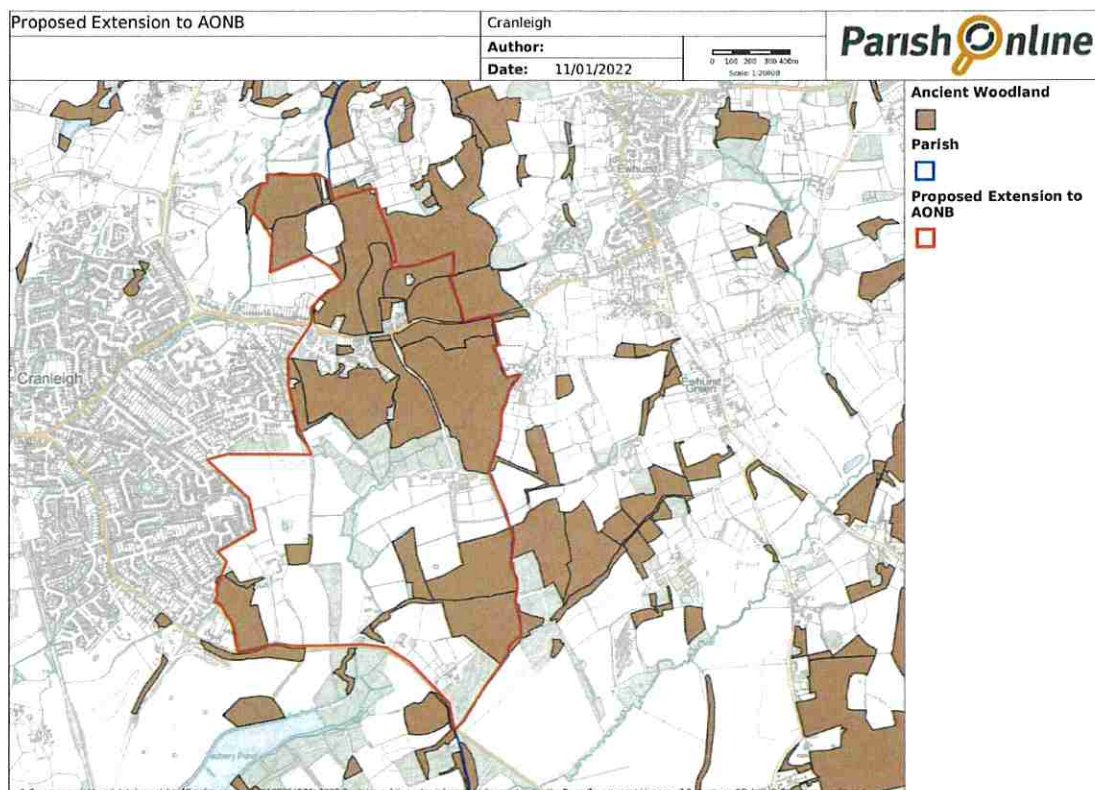 Proposed Extension to AONB
Cranleigh
Author:
Date: 11/01/2022
0 100 200 300 400m
Scale: 1:20000
Parish Online
Ancient Woodland
Parish
Proposed Extension to
AONB
Ewhurst
Cranleigh
Ewhurst
Green